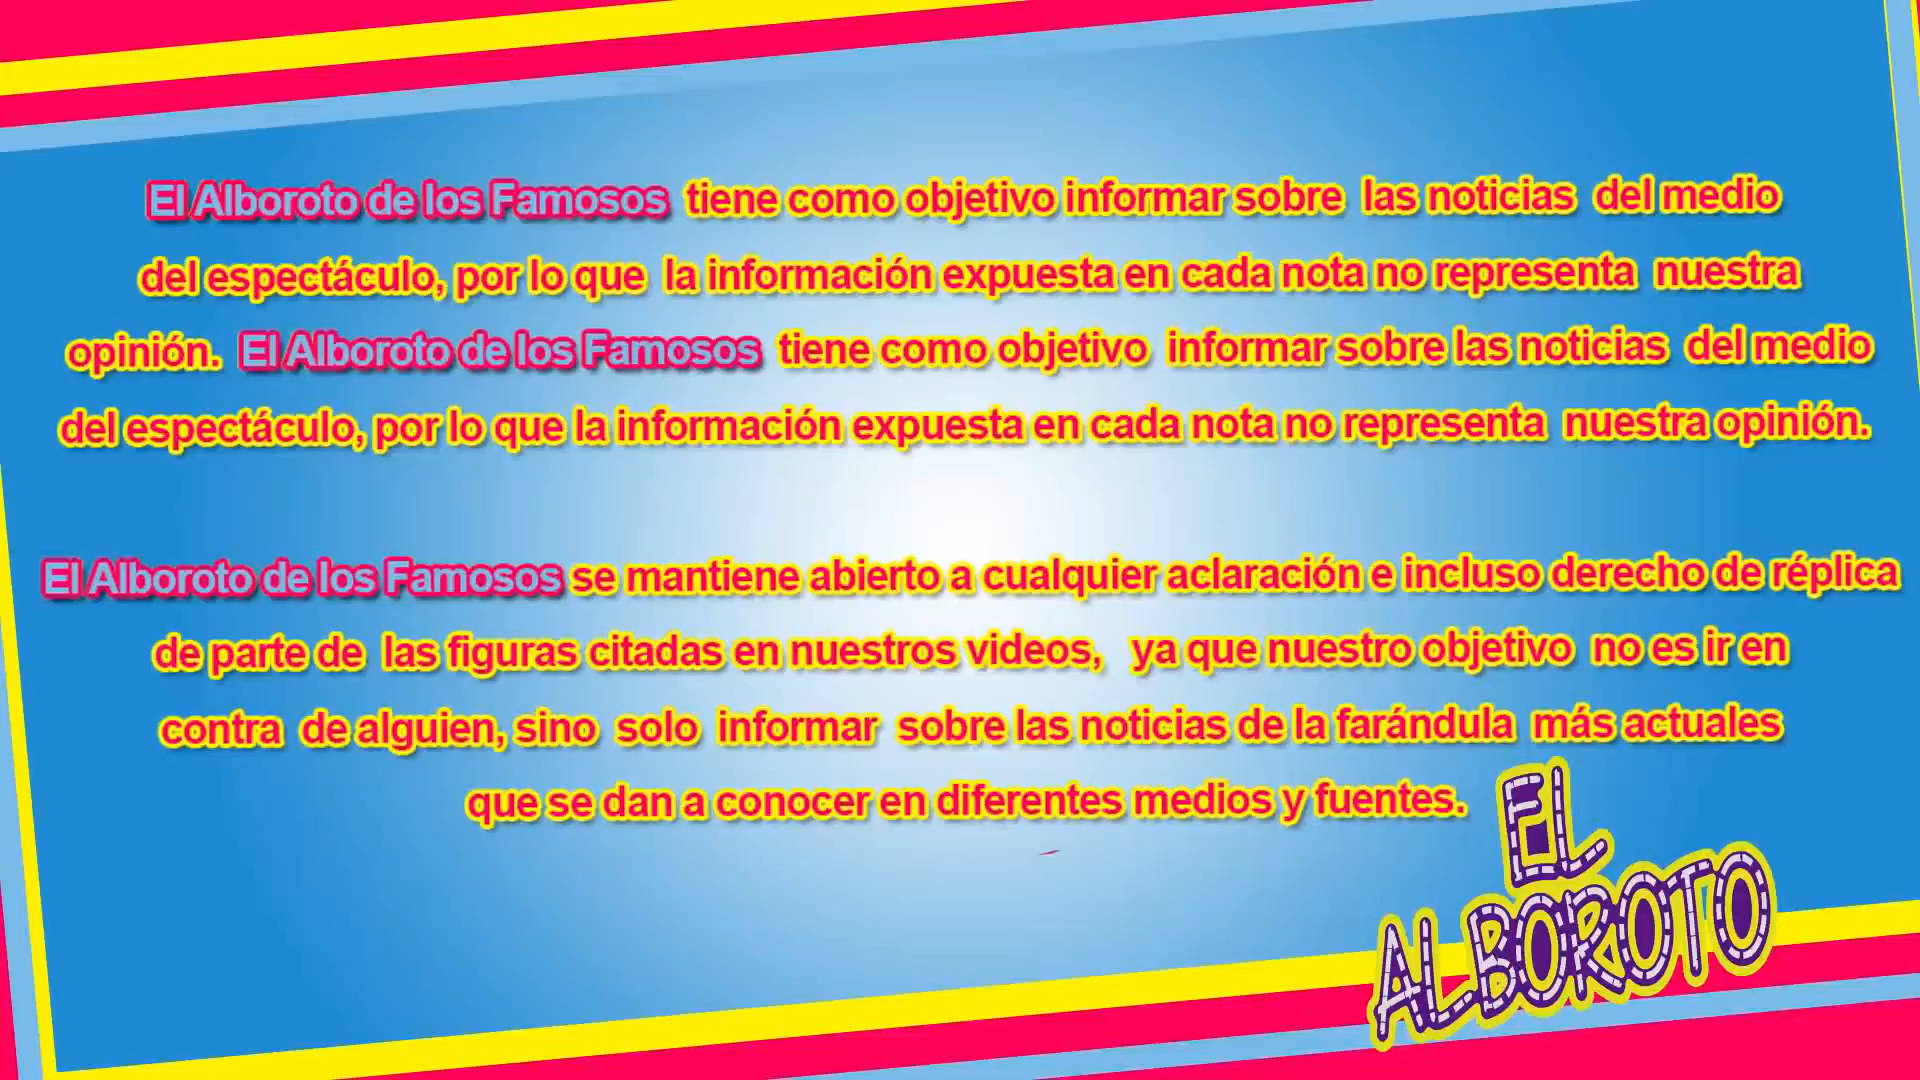 El Alboroto de los Famosos tiene como objetivo informar sobre las noticias del medio
del espectáculo, por lo que la información expuesta en cada nota no representa nuestra
opinión. El Alboroto de los Famosos tiene como objetivo informar sobre las noticias del medio
del espectáculo, por lo que la información expuesta en cada nota no representa nuestra opinión.
El Alboroto de los Famosos se mantiene abierto a cualquier aclaración e incluso derecho de réplica
de parte de las figuras citadas en nuestros videos, ya que nuestro objetivo no es ir en
contra de alguien, sino solo informar sobre las noticias de la farándula más actuales
que se dan a conocer en diferentes medios y fuentes.
EL
ALBOROTO